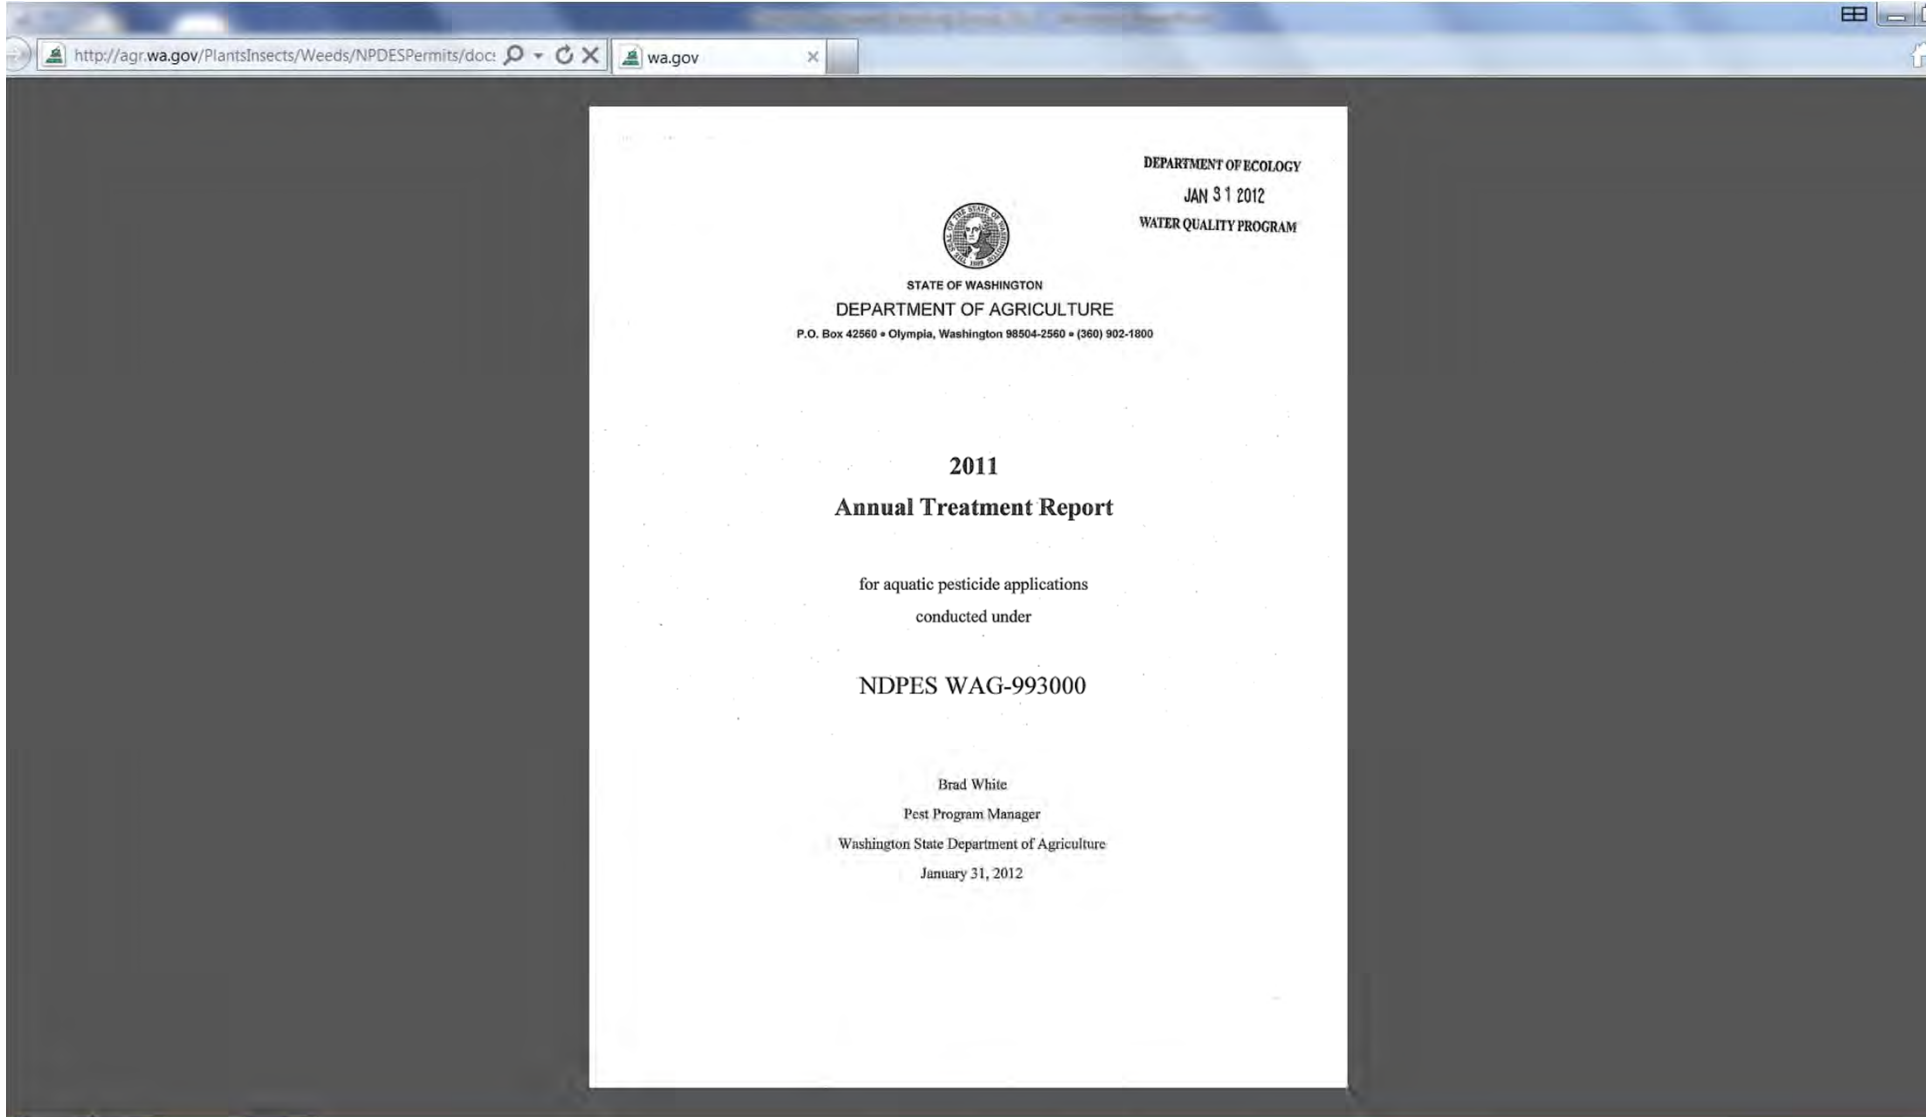 http://agr.wa.gov/PlantsInsects/Weeds/NPDESPermits/docs
wa.gov
DEPARTMENT OF ECOLOGY
JAN 31 2012
WATER QUALITY PROGRAM
STATE OF WASHINGTON
DEPARTMENT OF AGRICULTURE
P.O. Box 42560 • Olympia, Washington 98504-2560 • (360) 902-1800
2011
Annual Treatment Report
for aquatic pesticide applications
conducted under
NDPES WAG-993000
Brad White
Pest Program Manager
Washington State Department of Agriculture
January 31, 2012